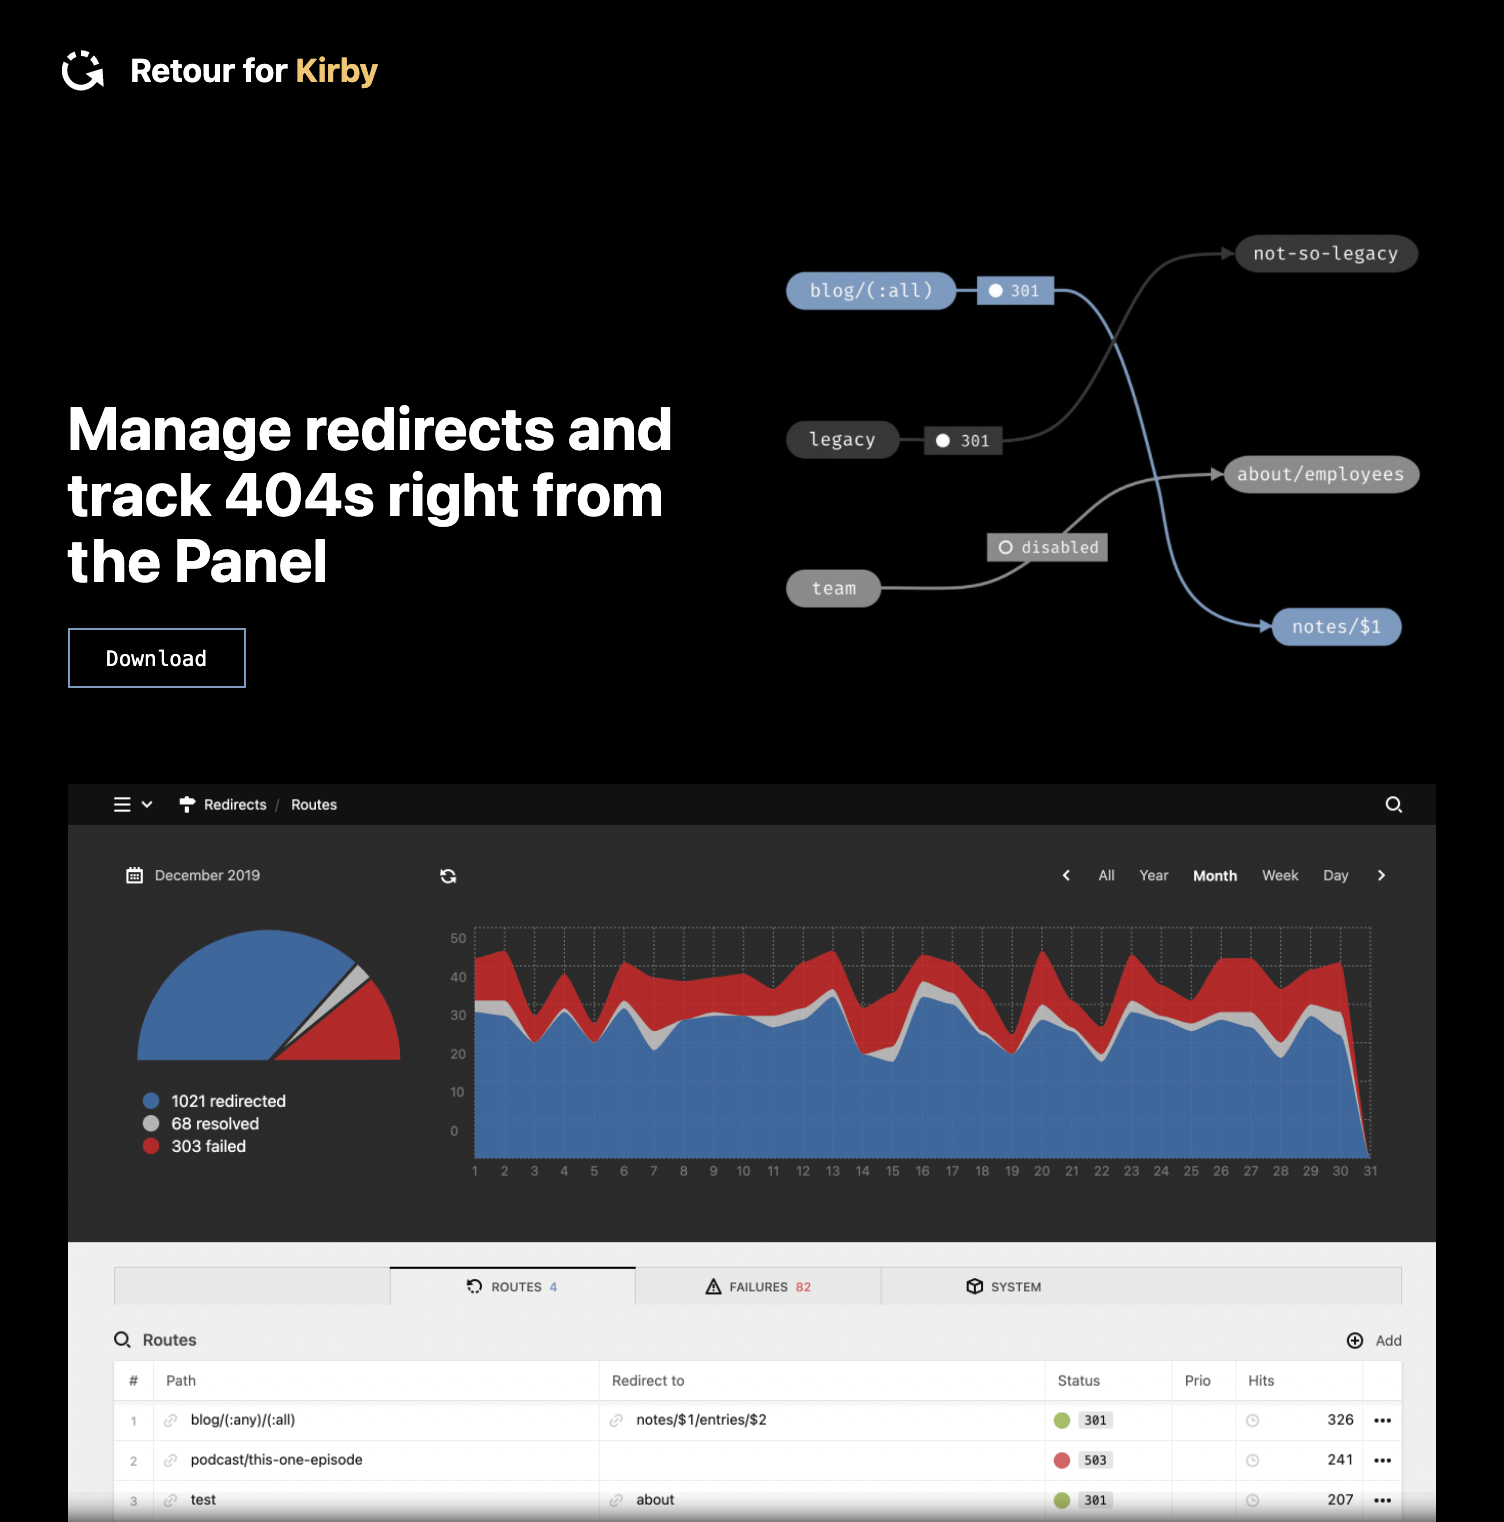 Retour for Kirby
not-so-legacy
blog/(:all)
301
legacy
301
about/employees
disabled
team
notes/$1
Manage redirects and
track 404s right from
the Panel
Download
Redirects / Routes
December 2019
All Year Month Week Day
50
40
30
20
10
0
1 2 3 4 5 6 7 8 9 10 11 12 13 14 15 16 17 18 19 20 21 22 23 24 25 26 27 28 29 30 31
1021 redirected
68 resolved
303 failed
ROUTES 4
FAILURES 82
SYSTEM
Routes
Add
# Path Redirect to Status Prio Hits
1 blog/(:any)/(:all) notes/$1/entries/$2 301 326
2 podcast/this-one-episode 503 241
3 test about 301 207